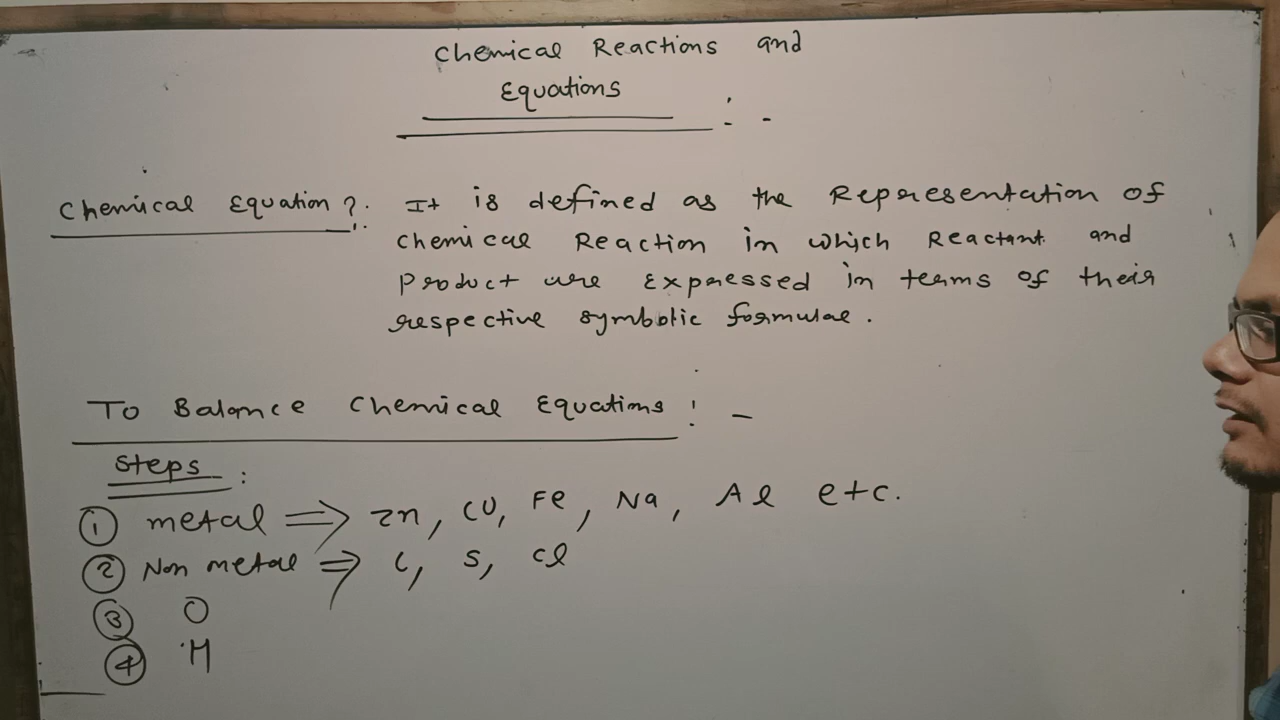 Chemical Reactions and
Equations :-
Chemical Equation?: It is defined as the Representation of
chemical Reaction in which Reactant and
Product are Expressed in terms of their
respective symbolic formulae.
To Balance Chemical Equations:-
Steps:
① metal ⇒ Zn, Cu, Fe, Na, Al etc.
② Non metal ⇒ C, S, Cl
③ O
④ H